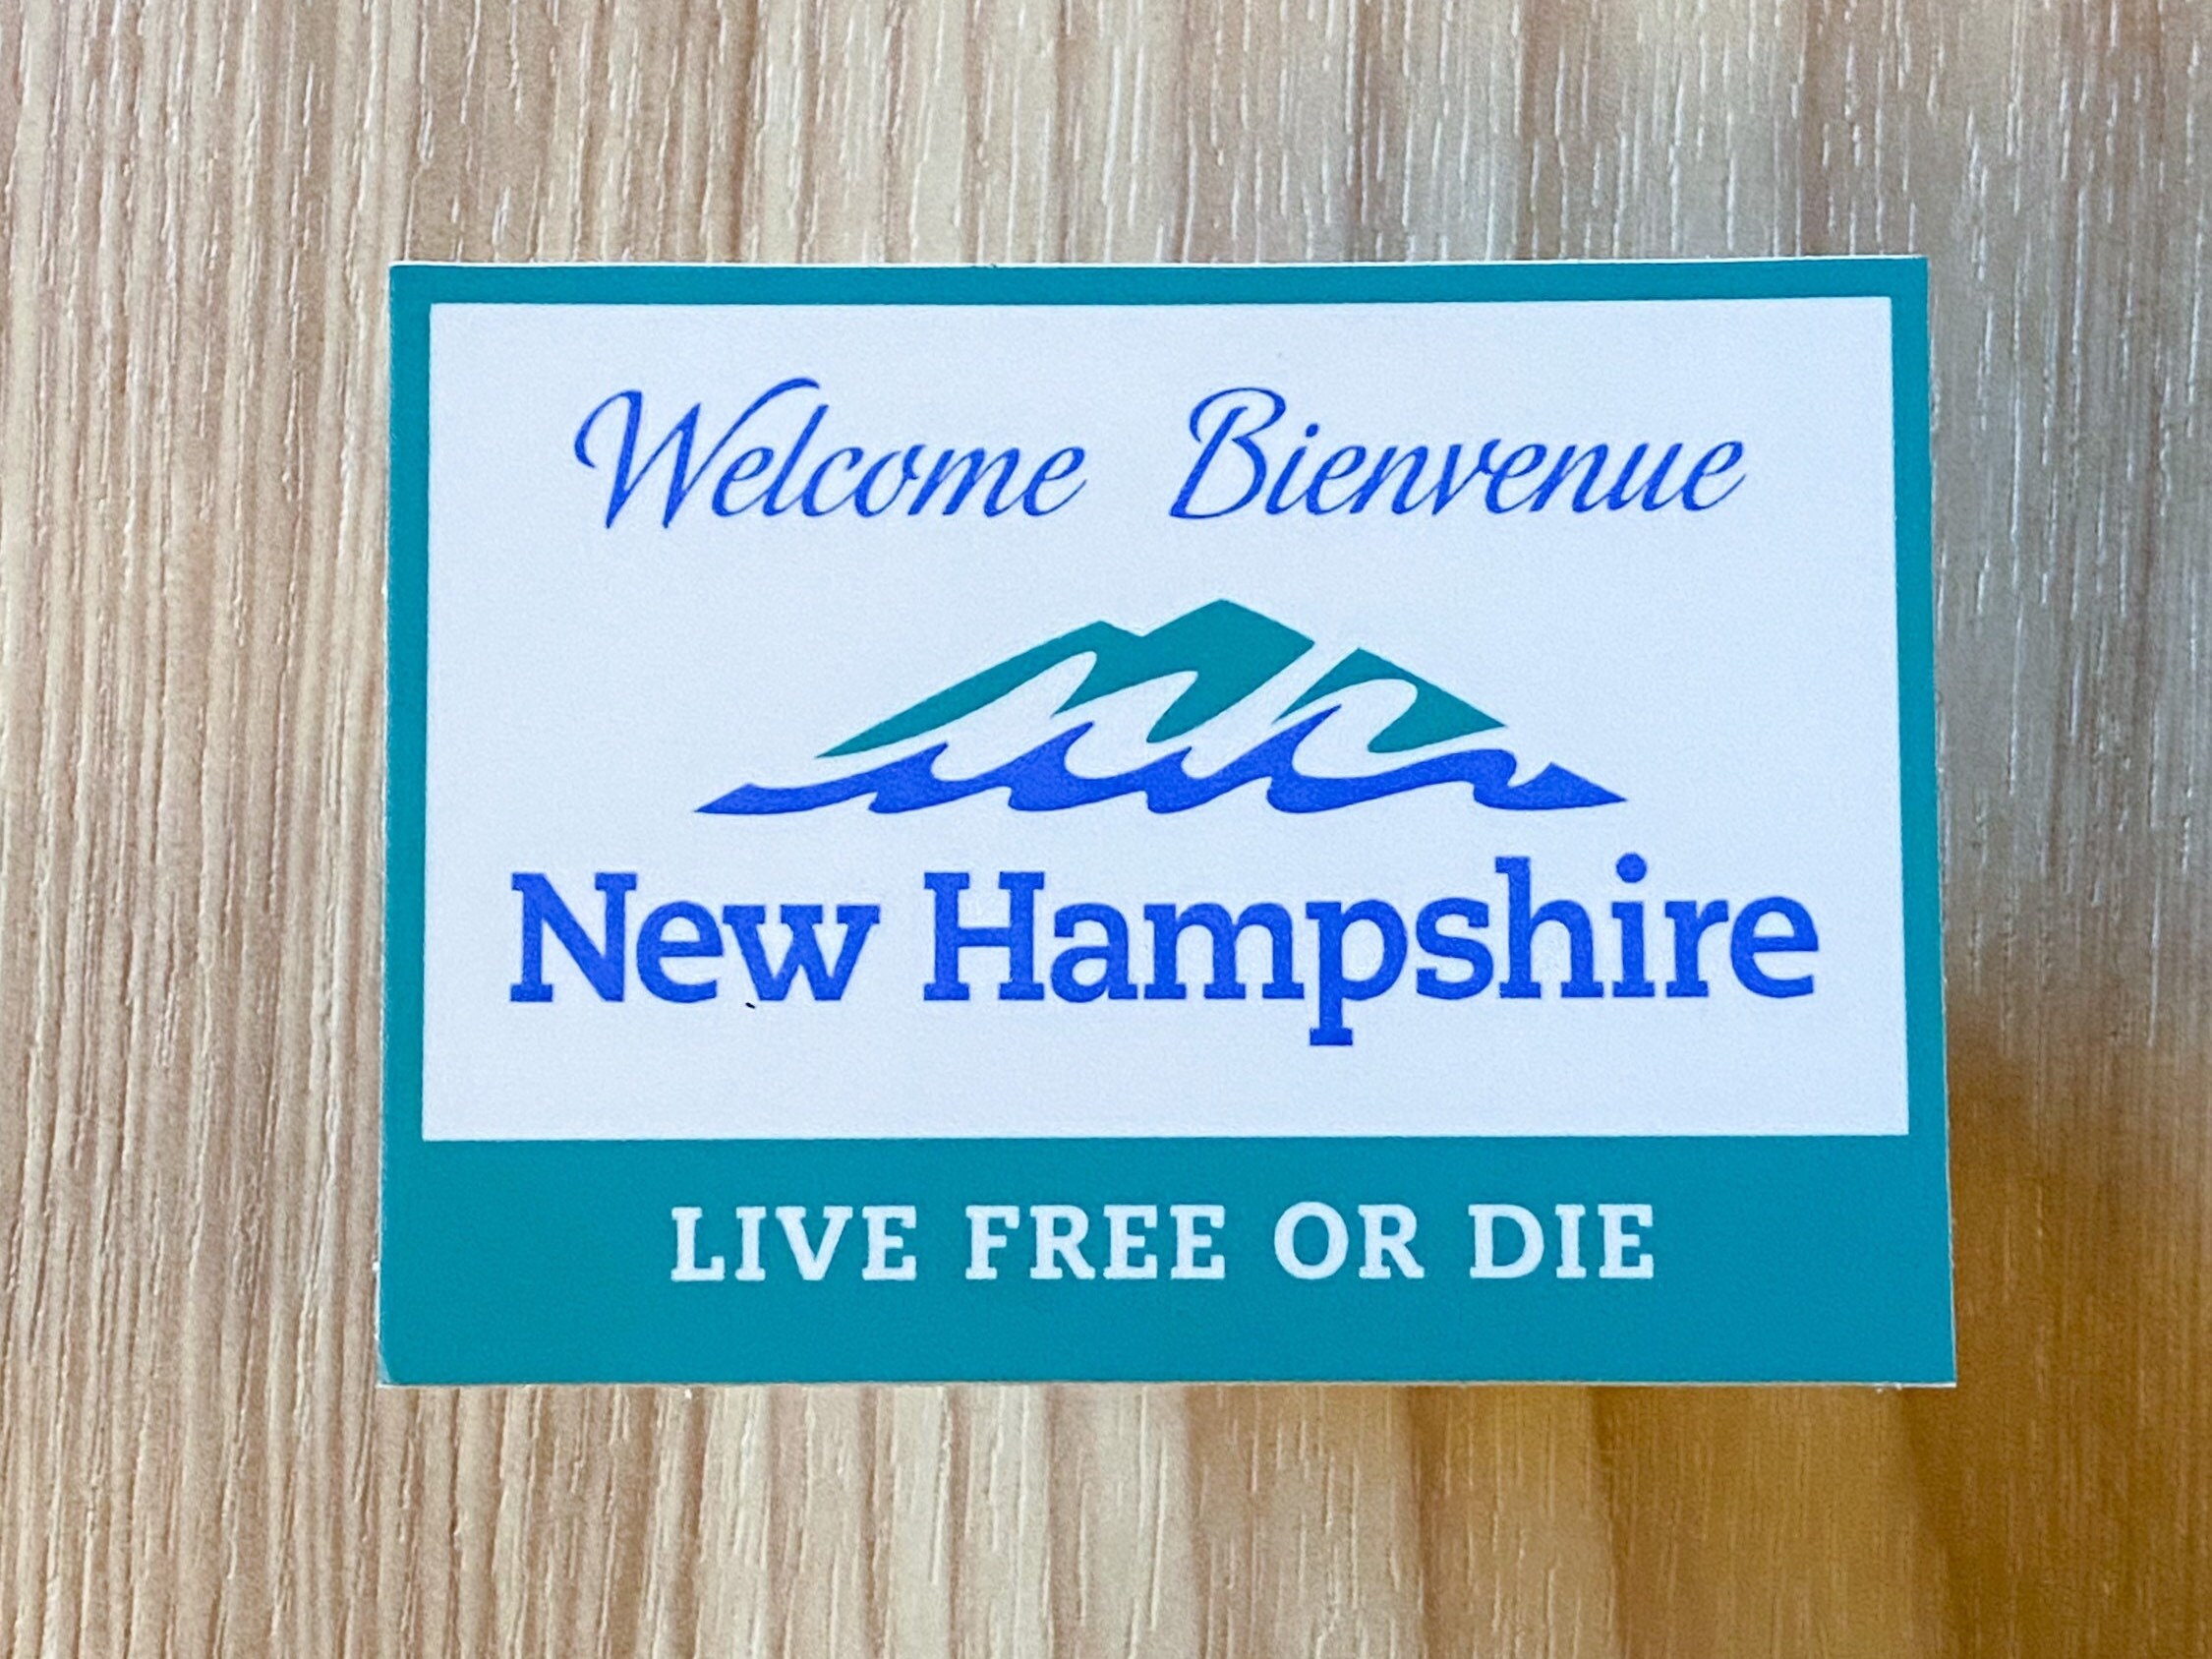 Welcome Bienvenue
New Hampshire
LIVE FREE OR DIE